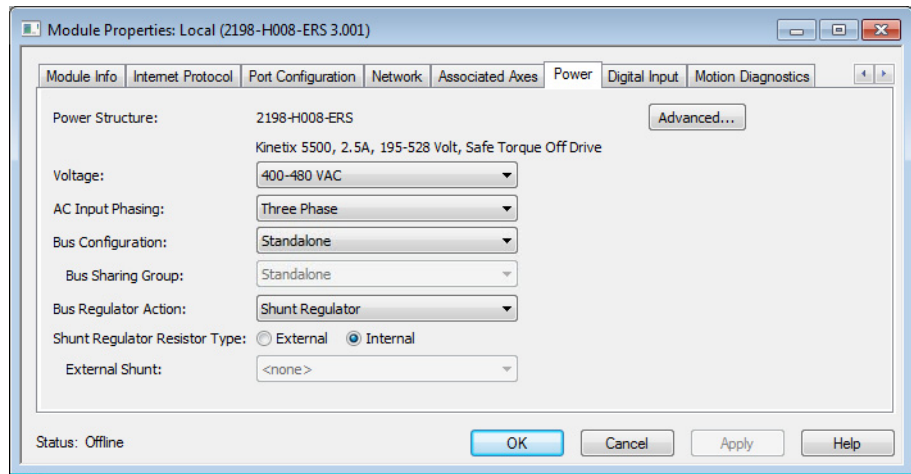 Module Properties: Local (2198-H008-ERS 3.001)
Module Info Internet Protocol Port Configuration Network Associated Axes Power Digital Input Motion Diagnostics
Power Structure: 2198-H008-ERS Advanced...
Kinetix 5500, 2.5A, 195-528 Volt, Safe Torque Off Drive
Voltage: 400-480 VAC
AC Input Phasing: Three Phase
Bus Configuration: Standalone
Bus Sharing Group: Standalone
Bus Regulator Action: Shunt Regulator
Shunt Regulator Resistor Type: External Internal
External Shunt: <none>
Status: Offline OK Cancel Apply Help